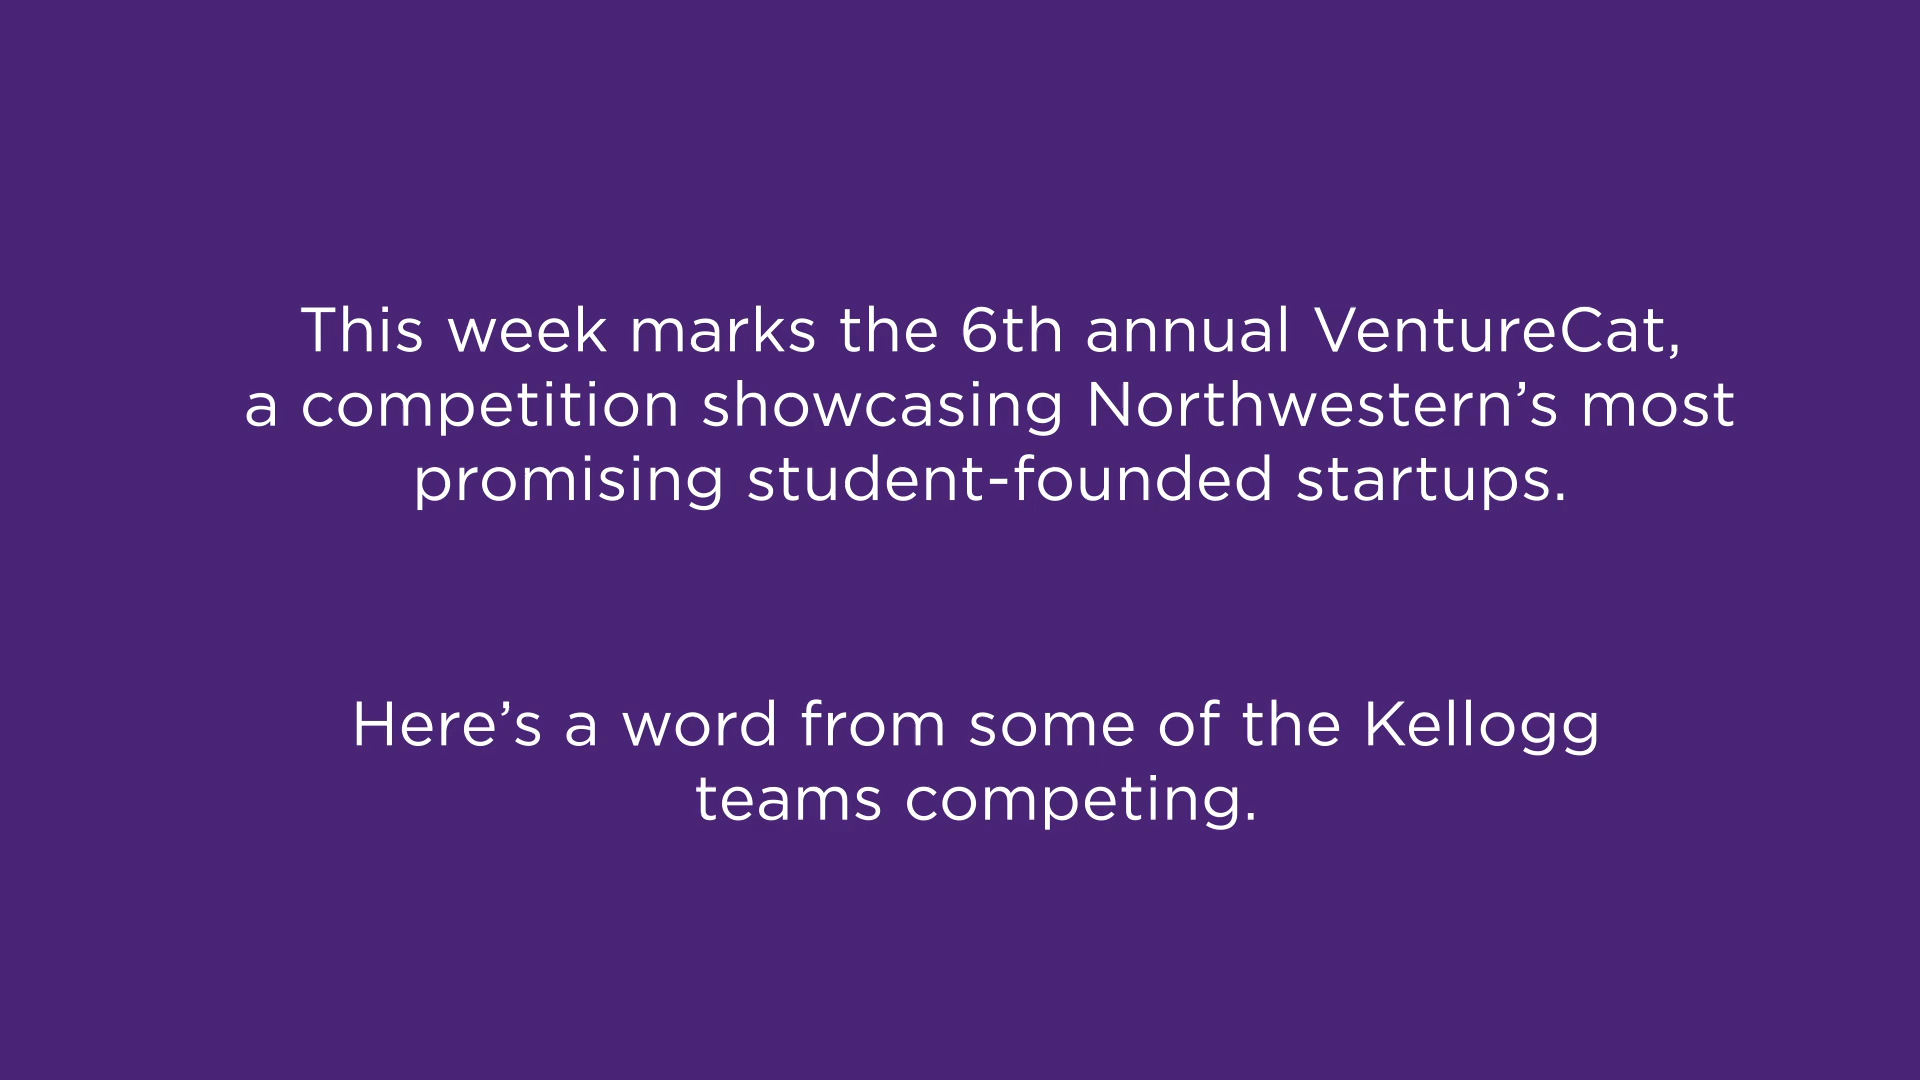 This week marks the 6th annual VentureCat,
a competition showcasing Northwestern’s most
promising student-founded startups.
Here’s a word from some of the Kellogg
teams competing.